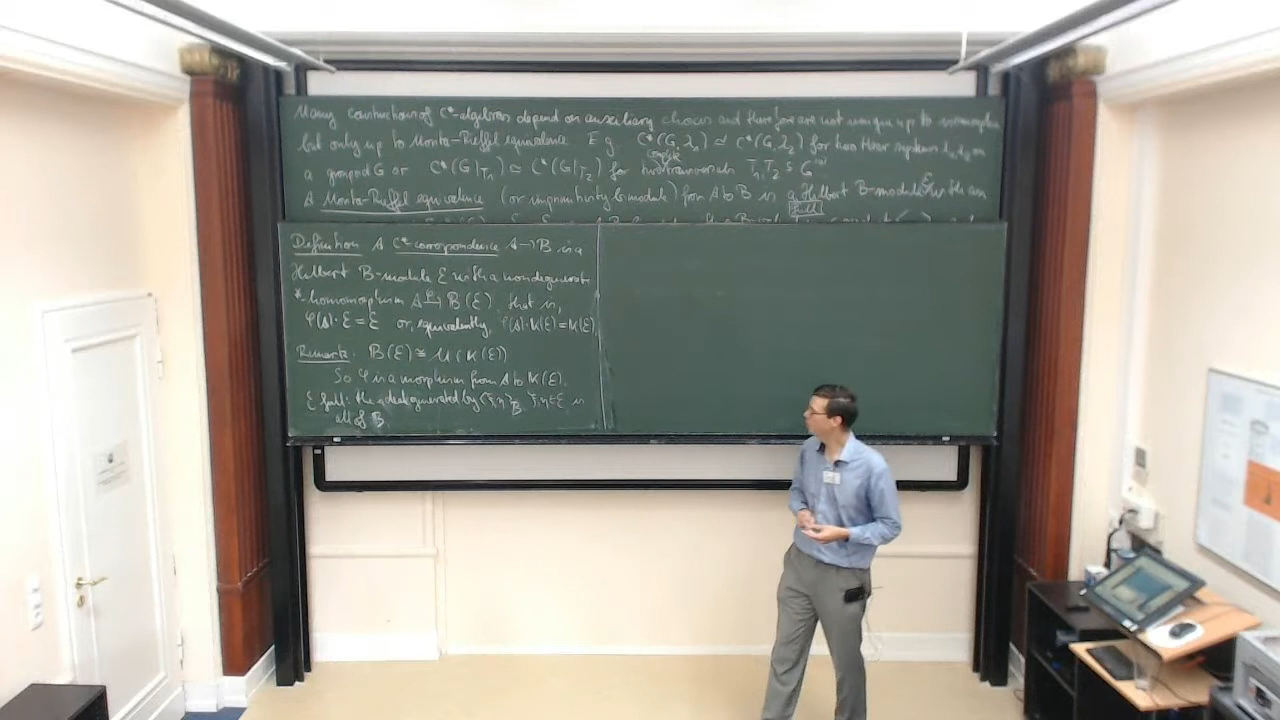 Many constructions of C*-algebras depend on auxiliary choices and therefore are not unique up to isomorphism
but only up to Morita-Rieffel equivalence E.g. C*(G,λ₁) ≃ C*(G,λ₂) for two Haar systems λ₁,λ₂ on
a groupoid G or C*(G|T₁) ≃ C*(G|T₂) for two transversals T₁,T₂ ⊆ G⁽⁰⁾
A Morita-Rieffel equivalence (or imprimitivity bimodule) for A to B is a Hilbert B-module E with an
full
Definition A C*-correspondence A→B is a
Hilbert B-module E with a nondegenerate
*-homomorphism A →φ B(E), that is,
φ(A)·E = E or, equivalently, φ(A)·K(E) = K(E)
Remark: B(E) ≅ M(K(E))
So φ is a morphism from A to K(E).
E full: the ideal generated by ⟨ξ,η⟩_B, ξ,η∈E is
all of B